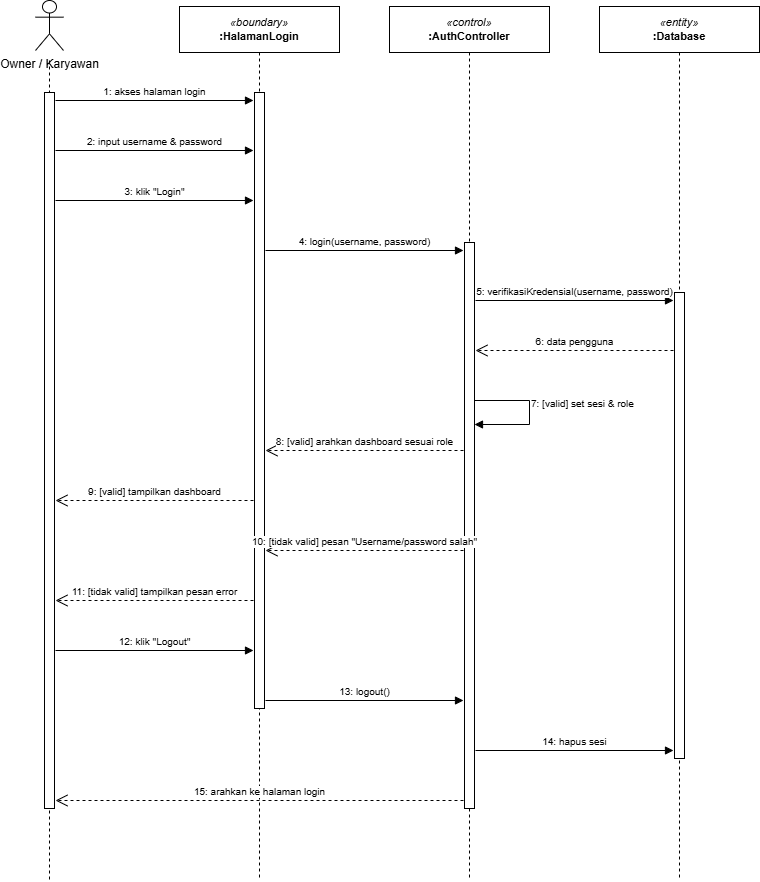 Owner / Karyawan
«boundary»
:HalamanLogin
«control»
:AuthController
«entity»
:Database
1: akses halaman login
2: input username & password
3: klik "Login"
4: login(username, password)
5: verifikasiKredensial(username, password)
6: data pengguna
7: [valid] set sesi & role
8: [valid] arahkan dashboard sesuai role
9: [valid] tampilkan dashboard
10: [tidak valid] pesan "Username/password salah"
11: [tidak valid] tampilkan pesan error
12: klik "Logout"
13: logout()
14: hapus sesi
15: arahkan ke halaman login